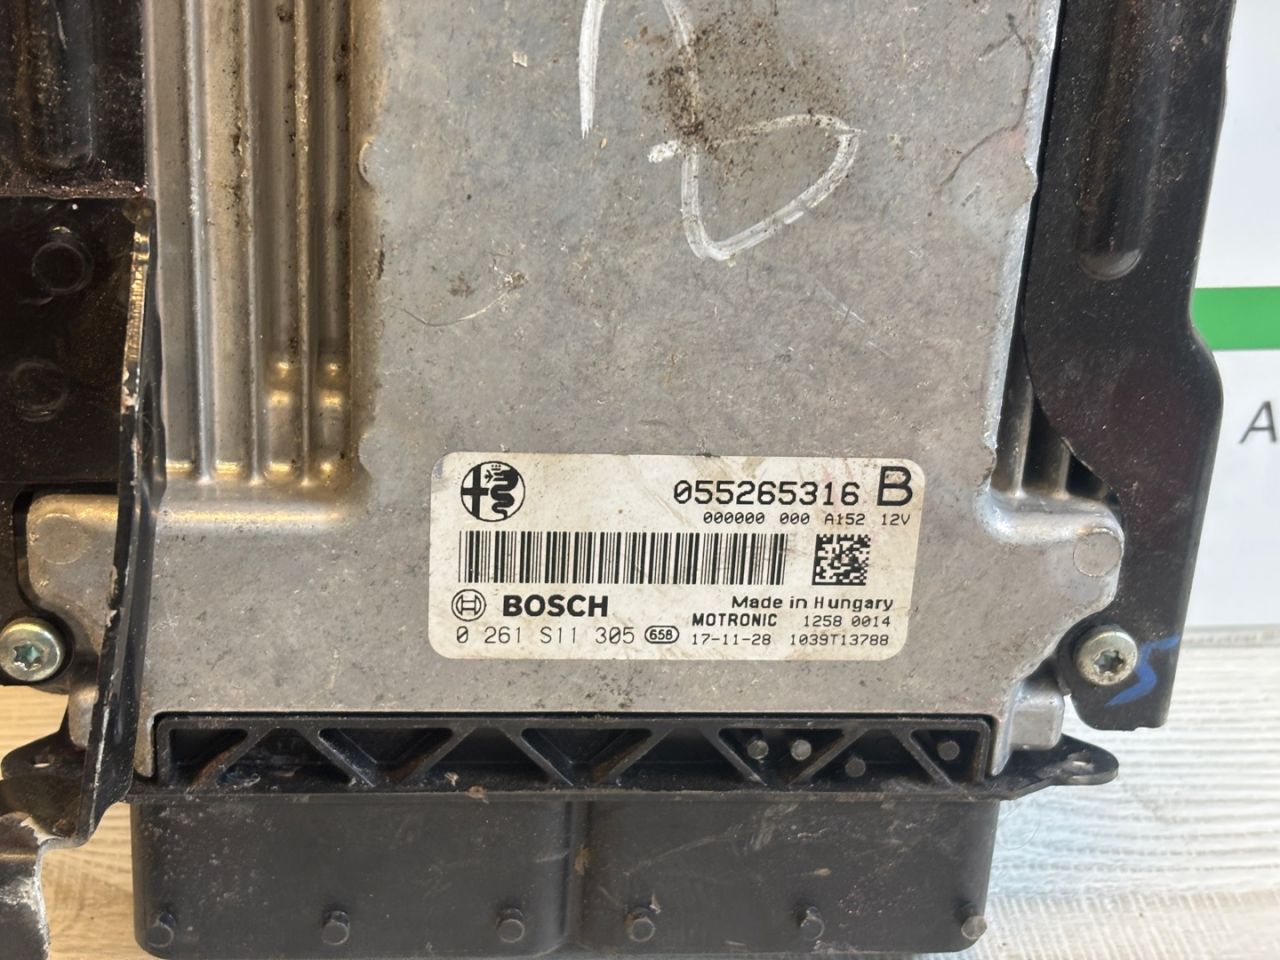 055265316 B
000000 000 A152 12V
BOSCH
Made in Hungary
MOTRONIC 1258 0014
0 261 S11 305 658 17-11-28 1039T13788
A